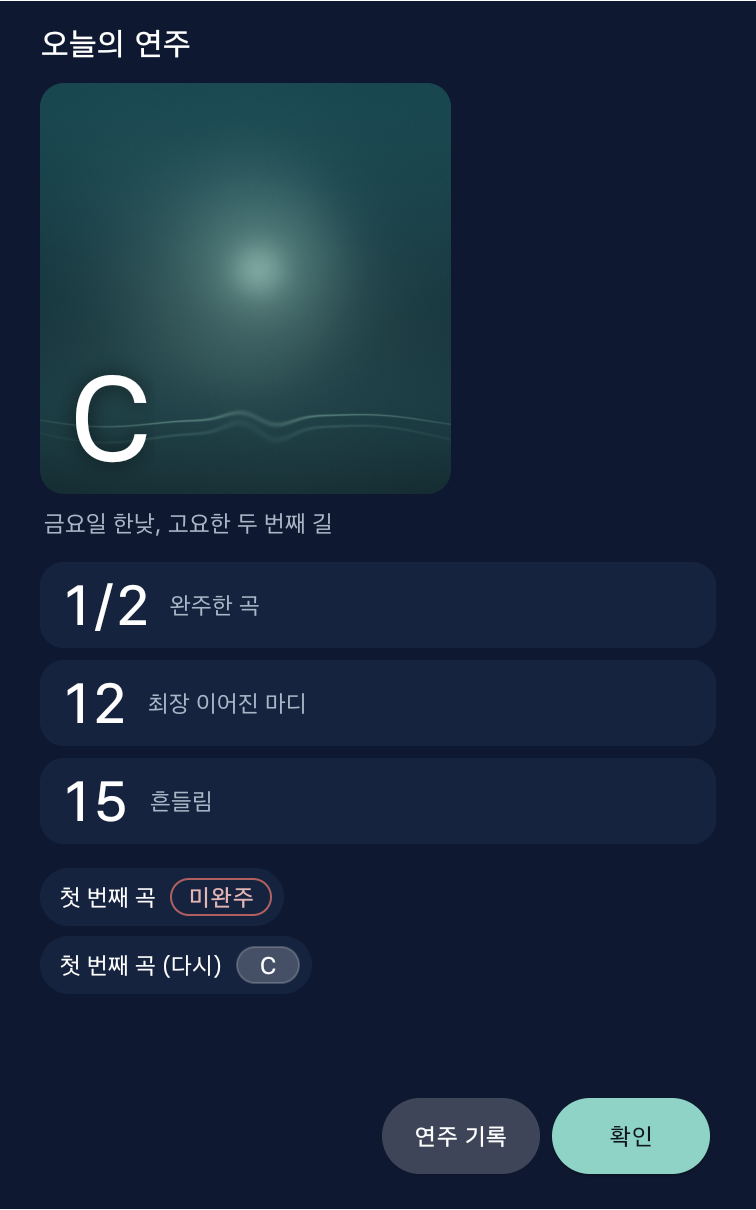 오늘의 연주
C
금요일 한낮, 고요한 두 번째 길
1/2 완주한 곡
12 최장 이어진 마디
15 흔들림
첫 번째 곡 미완주
첫 번째 곡 (다시) C
연주 기록 확인